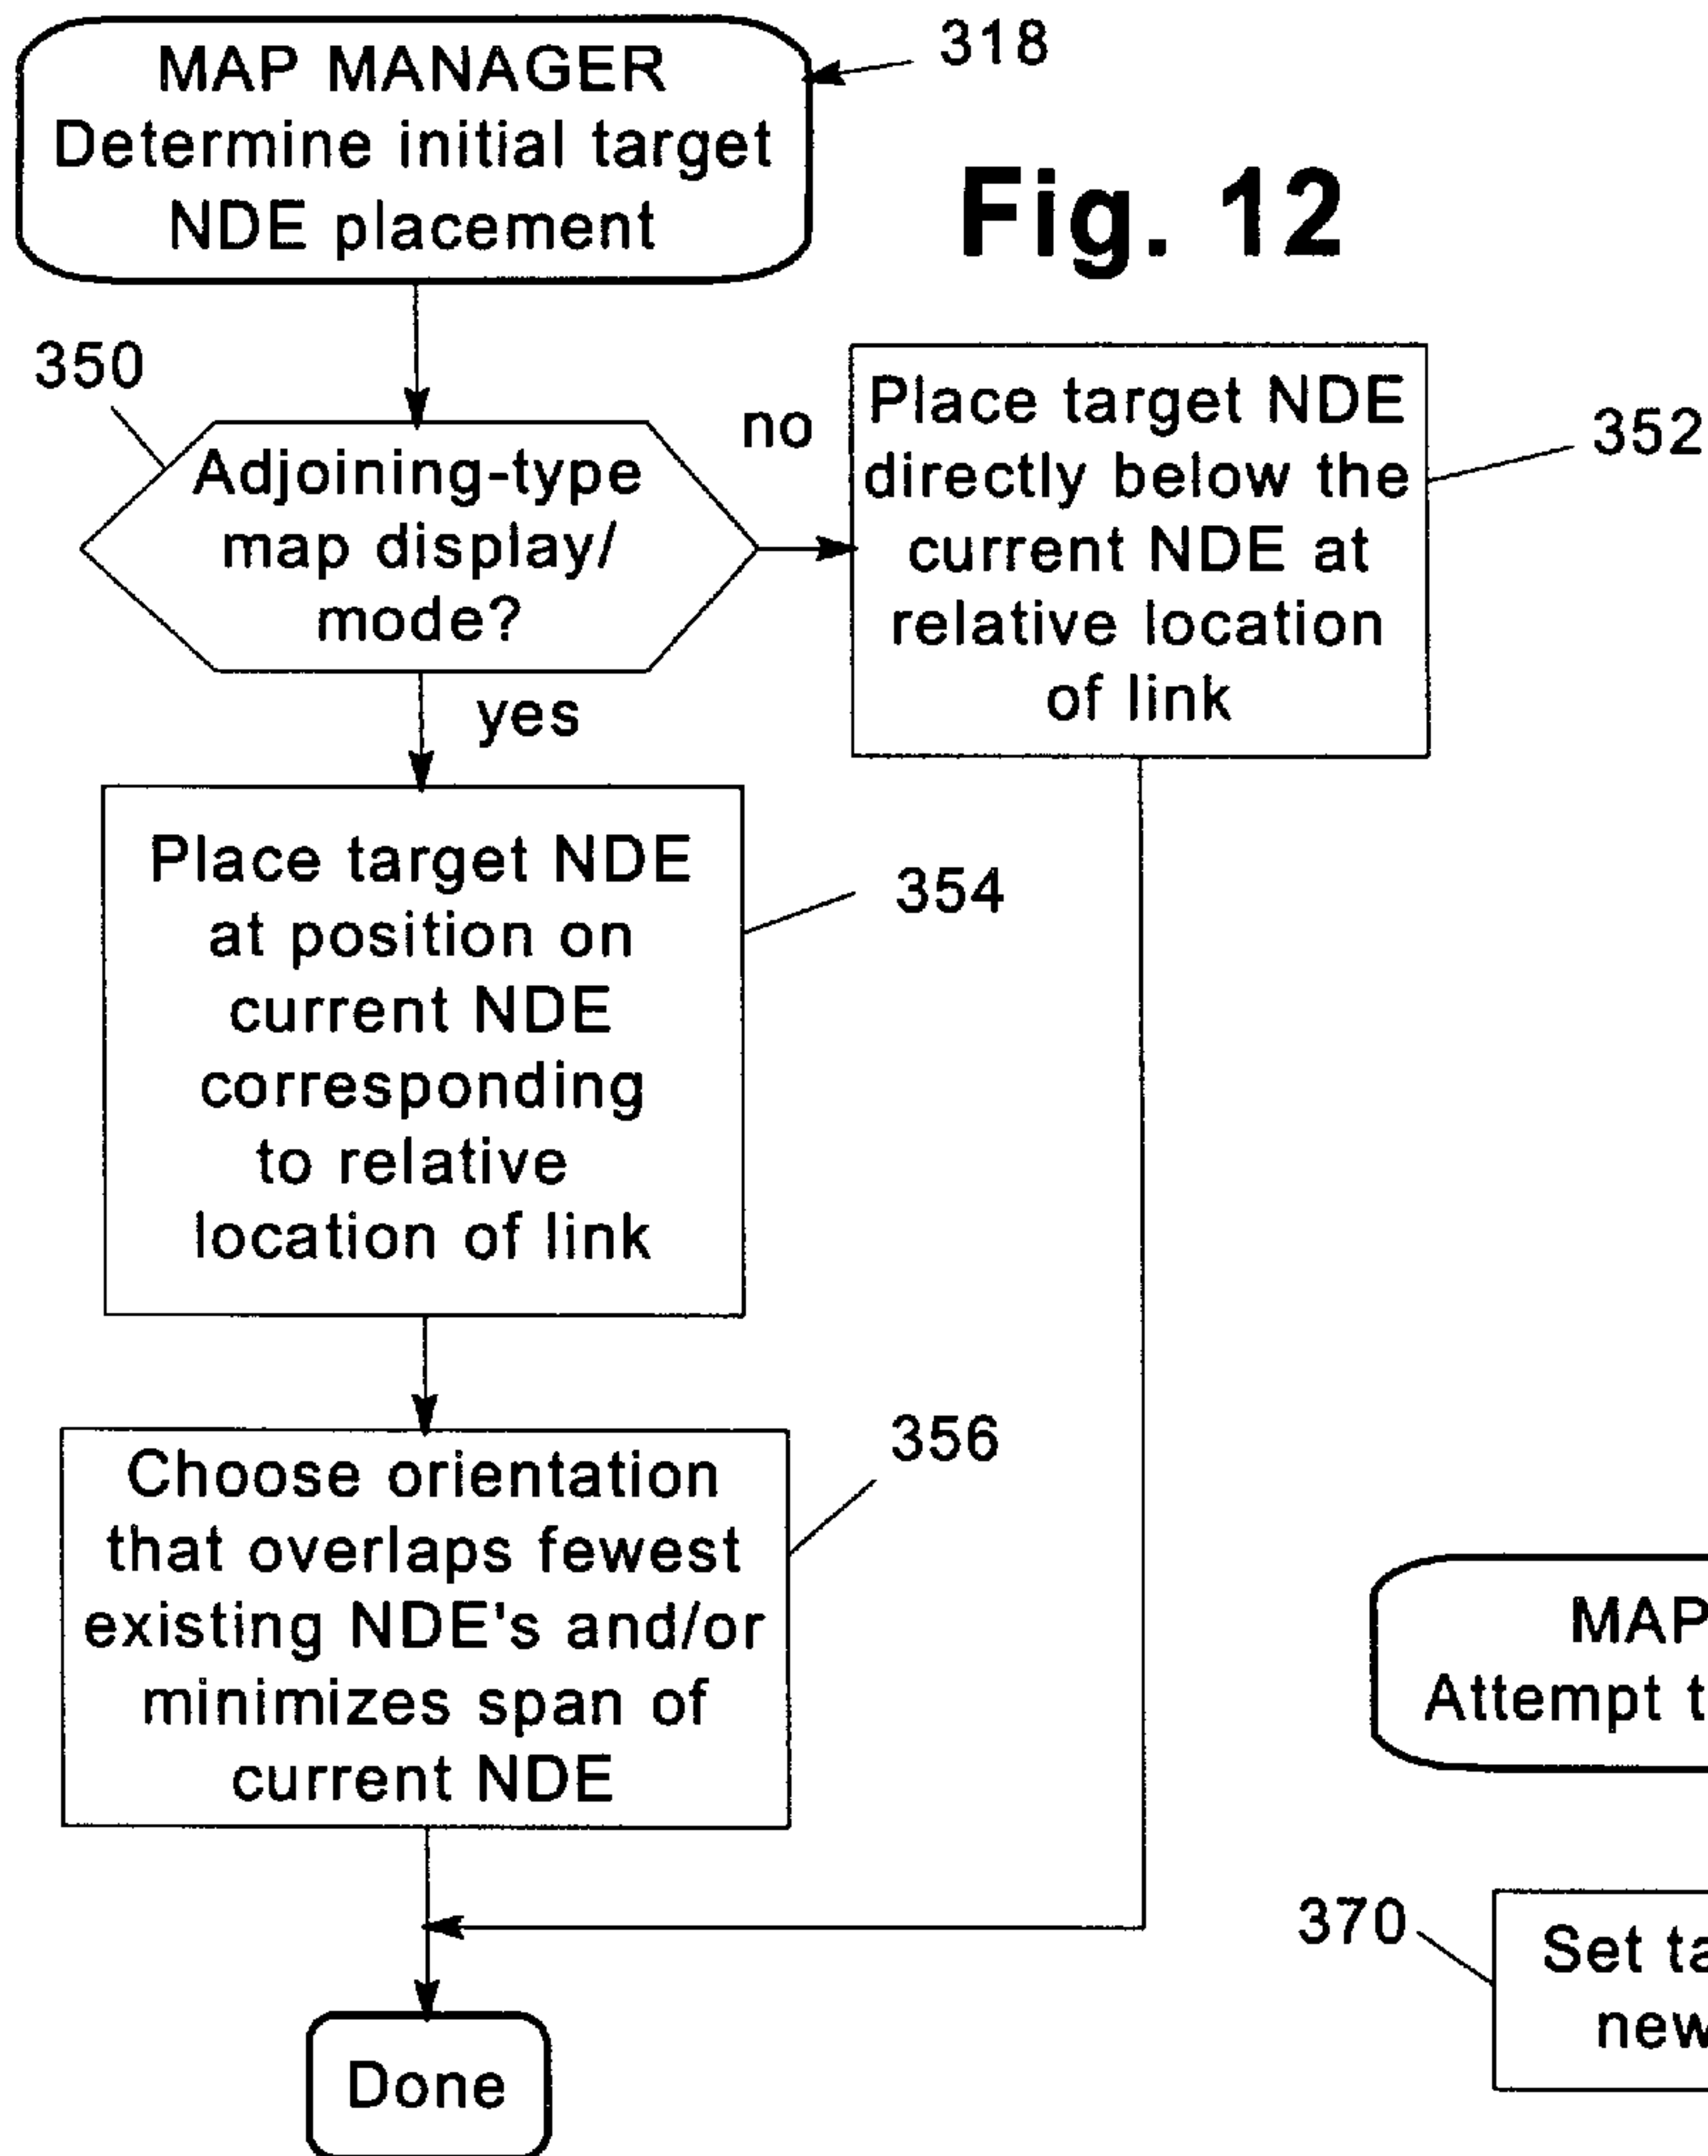 MAP MANAGER
Determine initial target
NDE placement
318
Fig. 12
350
Adjoining-type
map display/
mode?
no
Place target NDE
directly below the
current NDE at
relative location
of link
352
yes
Place target NDE
at position on
current NDE
corresponding
to relative
location of link
354
Choose orientation
that overlaps fewest
existing NDE's and/or
minimizes span of
current NDE
356
Done
MAP
Attempt t
370
Set ta
new